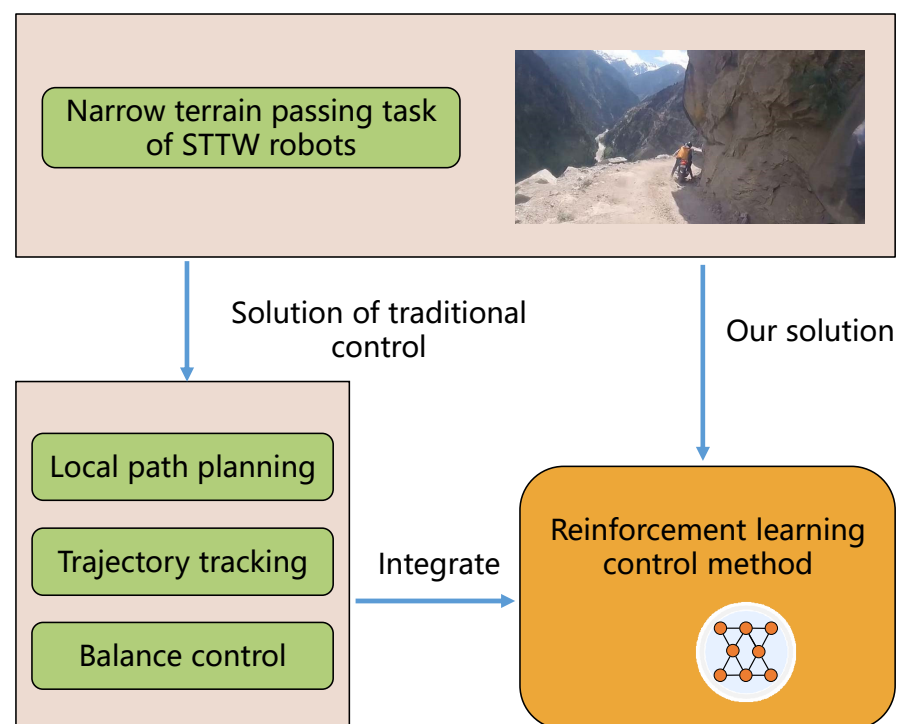 Narrow terrain passing task
of STTW robots
Solution of traditional
control
Our solution
Local path planning
Trajectory tracking
Balance control
Integrate
Reinforcement learning
control method